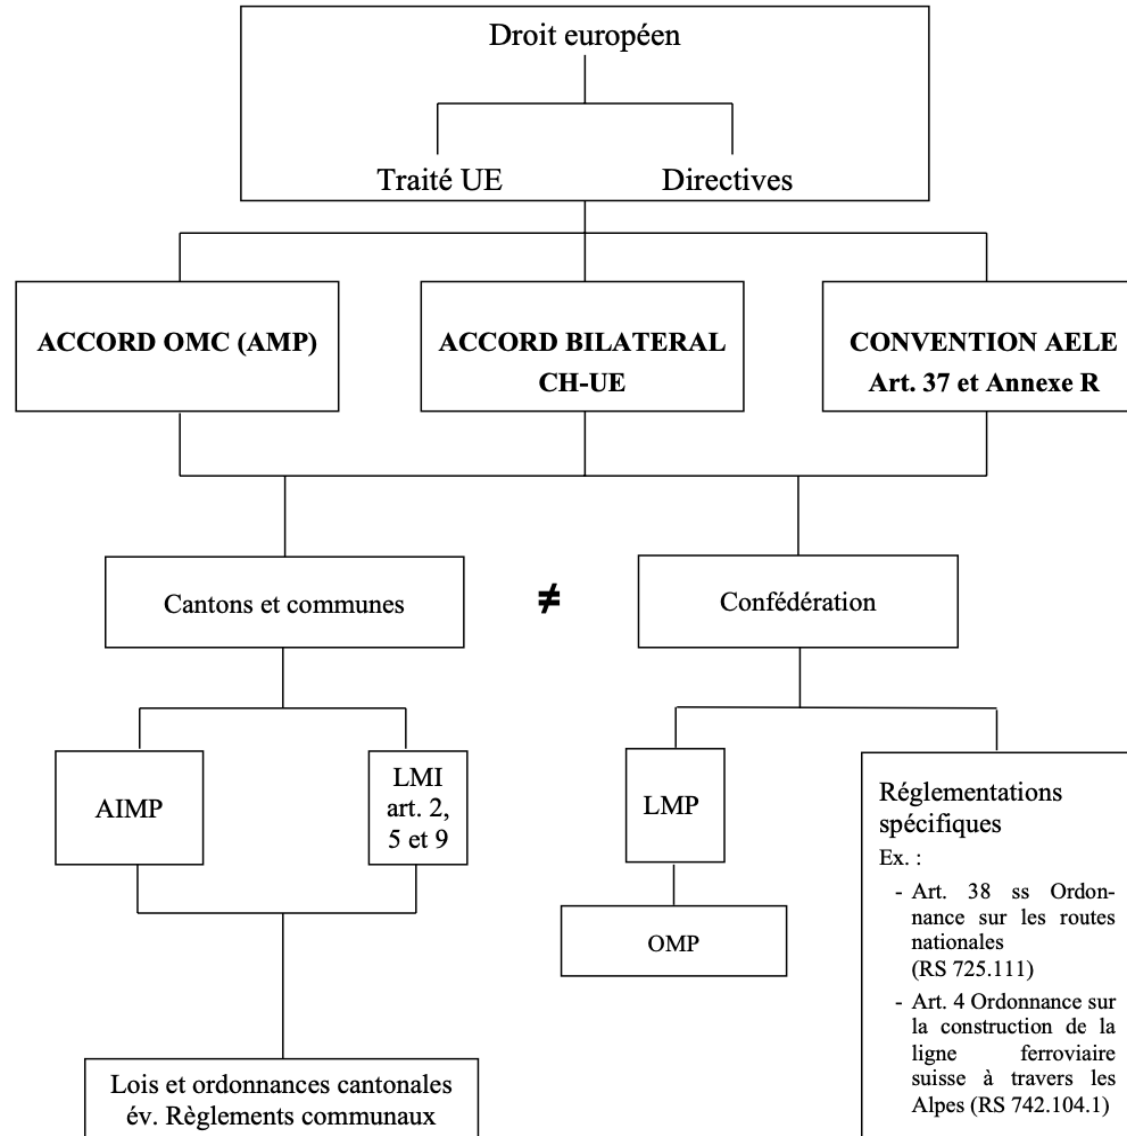 Droit européen
Traité UE
Directives
ACCORD OMC (AMP)
ACCORD BILATERAL
CH-UE
CONVENTION AELE
Art. 37 et Annexe R
Cantons et communes
≠
Confédération
AIMP
LMI
art. 2,
5 et 9
LMP
OMP
Réglementations
spécifiques
Ex. :
- Art. 38 ss Ordon-
nance sur les routes
nationales
(RS 725.111)
- Art. 4 Ordonnance sur
la construction de la
ligne ferroviaire
suisse à travers les
Alpes (RS 742.104.1)
Lois et ordonnances cantonales
év. Règlements communaux